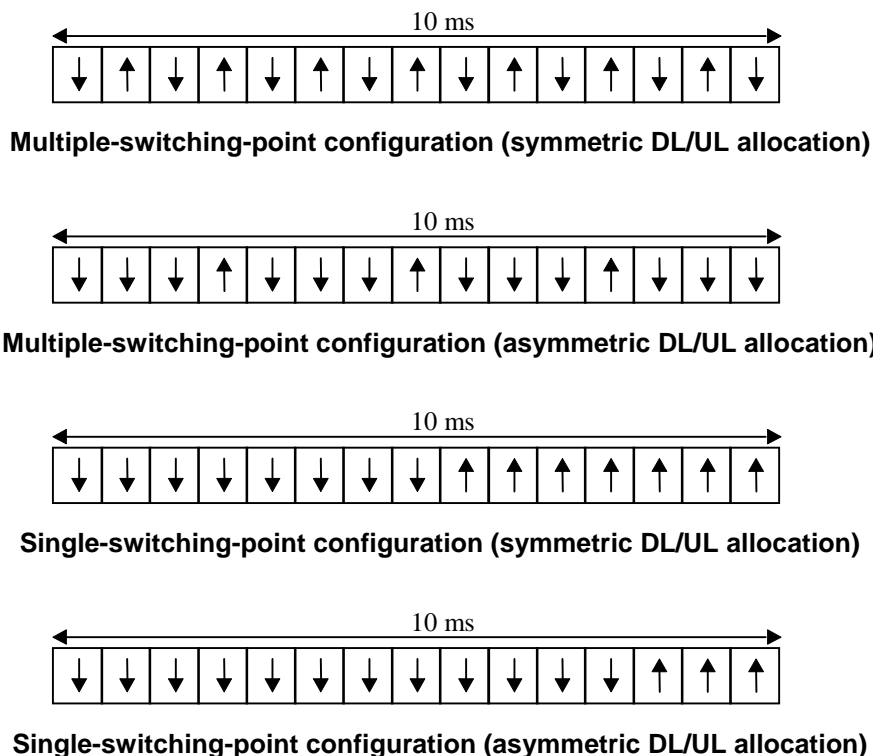 10 ms
Multiple-switching-point configuration (symmetric DL/UL allocation)
10 ms
Multiple-switching-point configuration (asymmetric DL/UL allocation)
10 ms
Single-switching-point configuration (symmetric DL/UL allocation)
10 ms
Single-switching-point configuration (asymmetric DL/UL allocation)